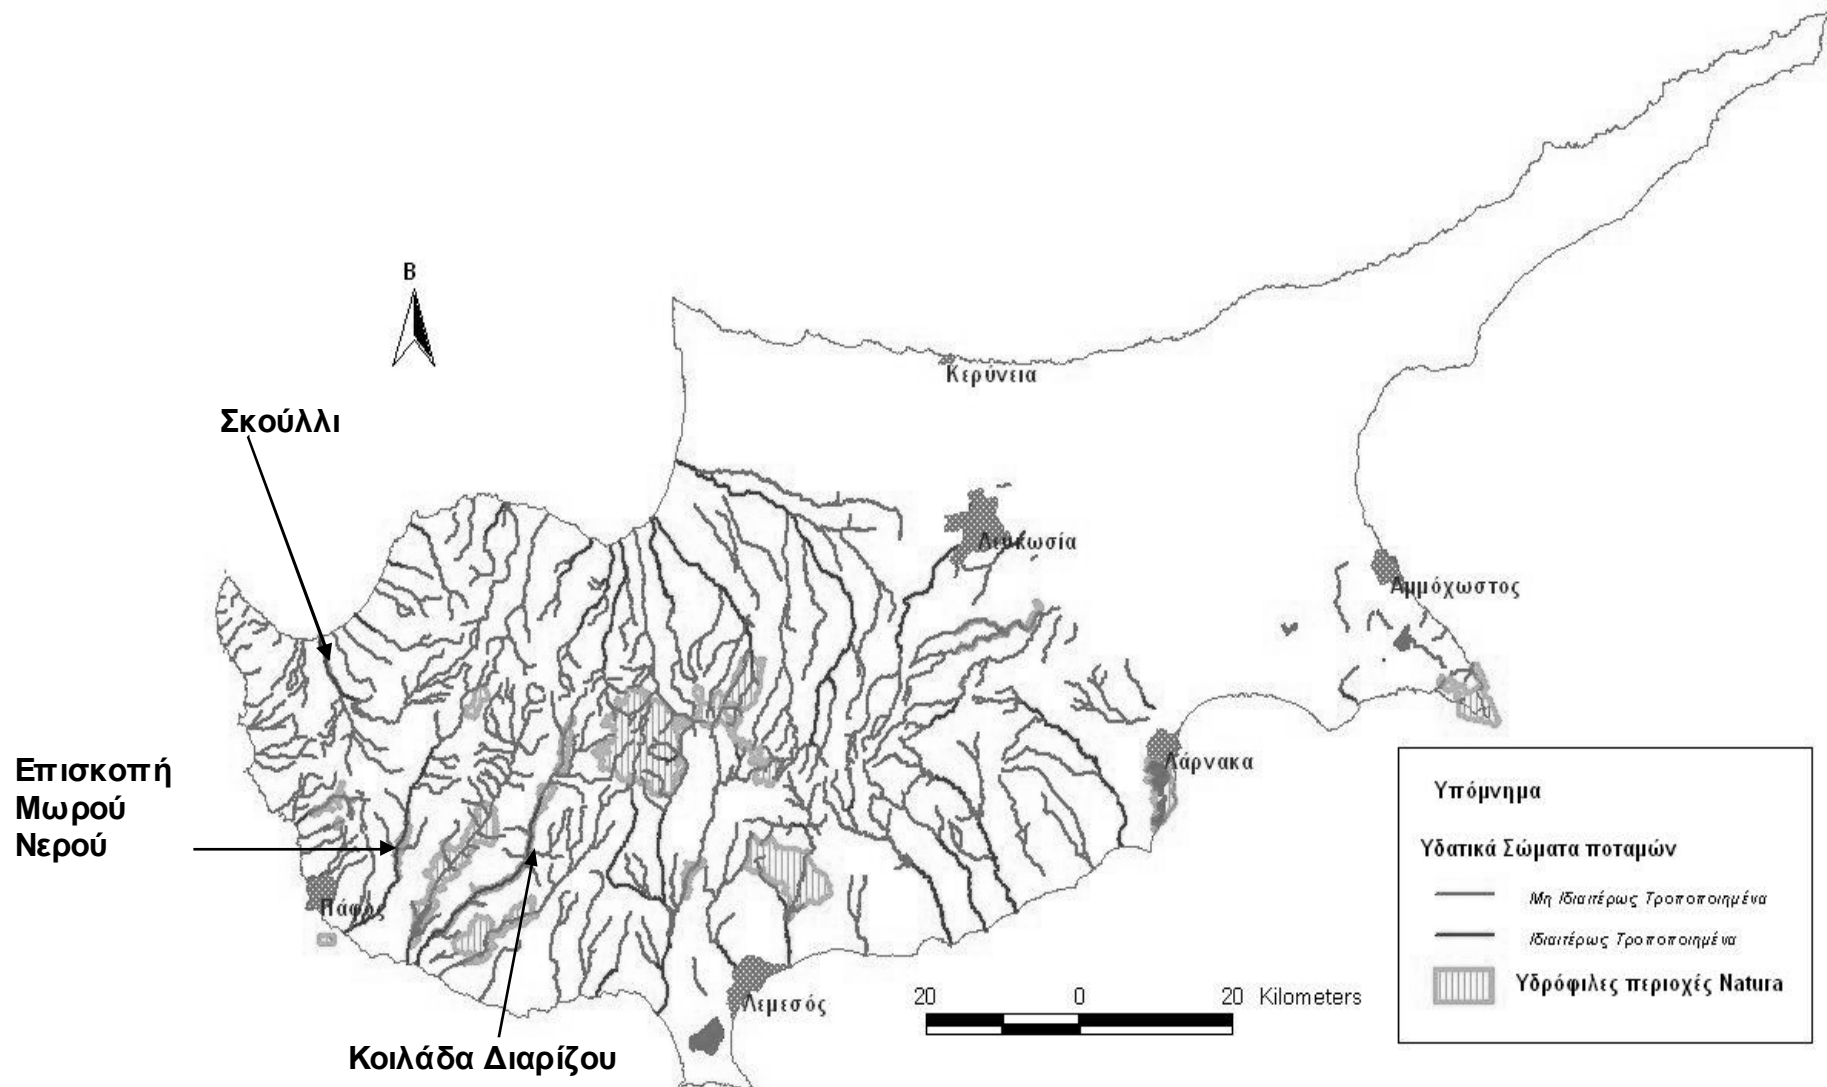 Β
Κερύνεια
Σκούλλι
Λευκωσία
Αμμόχωστος
Επισκοπή
Μωρού
Νερού
Λάρνακα
Πάφος
Λεμεσός
Κοιλάδα Διαρίζου
20 0 20 Kilometers
Υπόμνημα
Υδατικά Σώματα ποταμών
Μη Ιδιαιτέρως Τροποποιημένα
Ιδιαιτέρως Τροποποιημένα
Υδρόφιλες περιοχές Natura